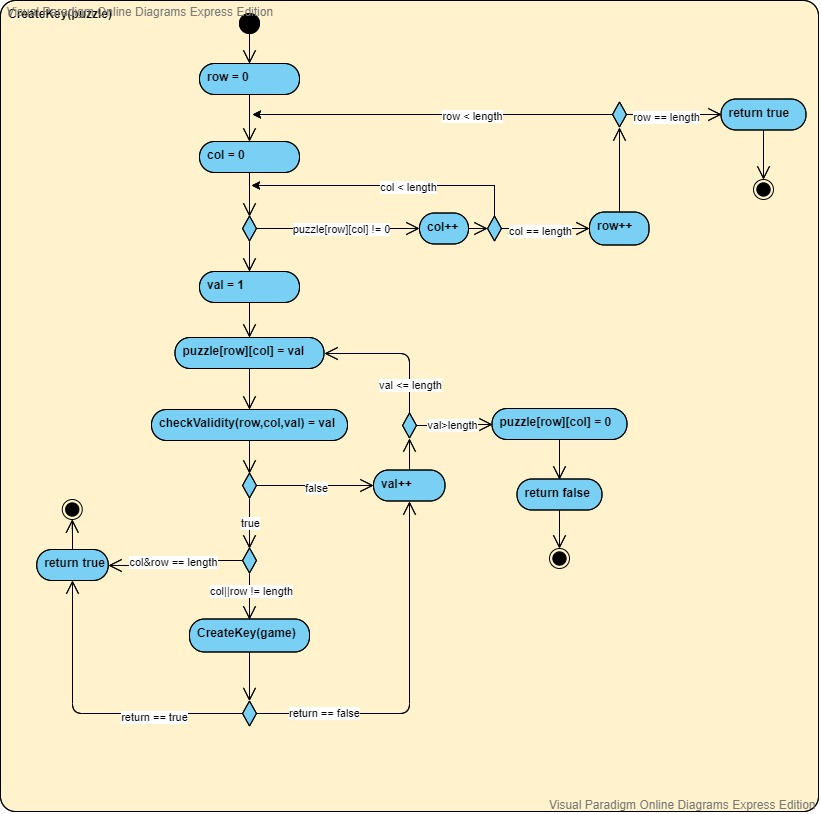 Visual Paradigm Online Diagrams Express Edition
CreateKey(puzzle)
row = 0
row < length
row == length
return true
col = 0
col < length
puzzle[row][col] != 0
col++
col == length
row++
val = 1
puzzle[row][col] = val
val <= length
checkValidity(row,col,val) = val
val>length
puzzle[row][col] = 0
false
val++
return false
true
return true
col&row == length
col||row != length
CreateKey(game)
return == true
return == false
Visual Paradigm Online Diagrams Express Edition